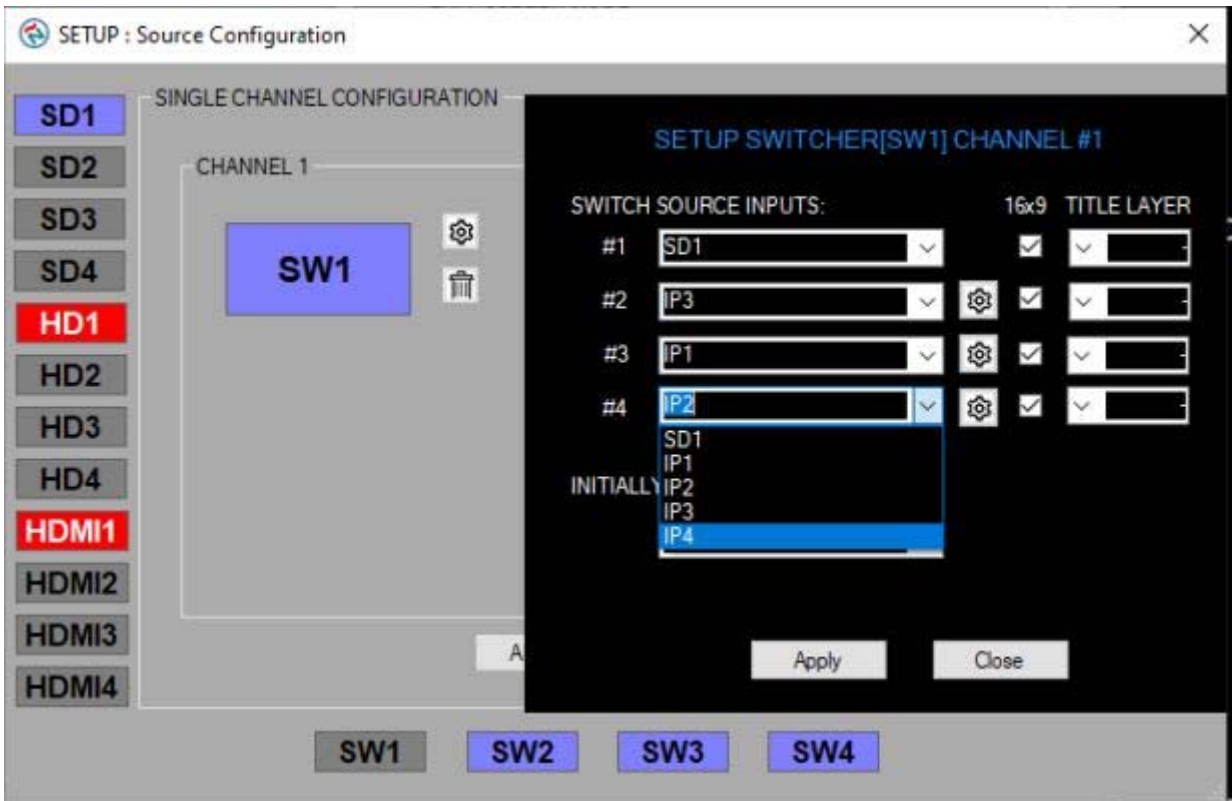 SETUP : Source Configuration
SD1
SD2
SD3
SD4
HD1
HD2
HD3
HD4
HDMI1
HDMI2
HDMI3
HDMI4
SINGLE CHANNEL CONFIGURATION
CHANNEL 1
SW1
A
SETUP SWITCHER[SW1] CHANNEL #1
SWITCH SOURCE INPUTS: 16x9 TITLE LAYER
#1 SD1 -
#2 IP3 -
#3 IP1 -
#4 IP2 -
SD1
IP1
INITIALLY IP2
IP3
IP4
Apply Close
SW1 SW2 SW3 SW4